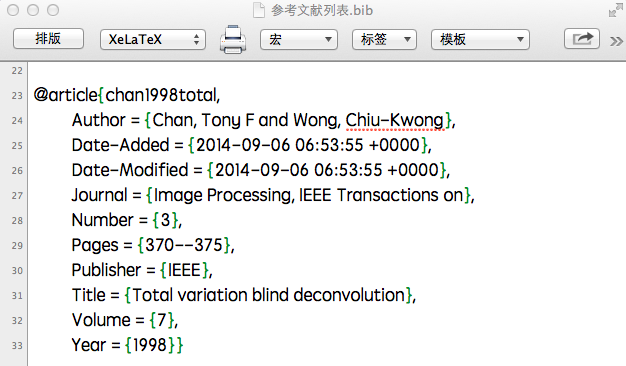 参考文献列表.bib
排版 XeLaTeX 宏 标签 模板
22
23 @article{chan1998total,
24 Author = {Chan, Tony F and Wong, Chiu-Kwong},
25 Date-Added = {2014-09-06 06:53:55 +0000},
26 Date-Modified = {2014-09-06 06:53:55 +0000},
27 Journal = {Image Processing, IEEE Transactions on},
28 Number = {3},
29 Pages = {370--375},
30 Publisher = {IEEE},
31 Title = {Total variation blind deconvolution},
32 Volume = {7},
33 Year = {1998}}